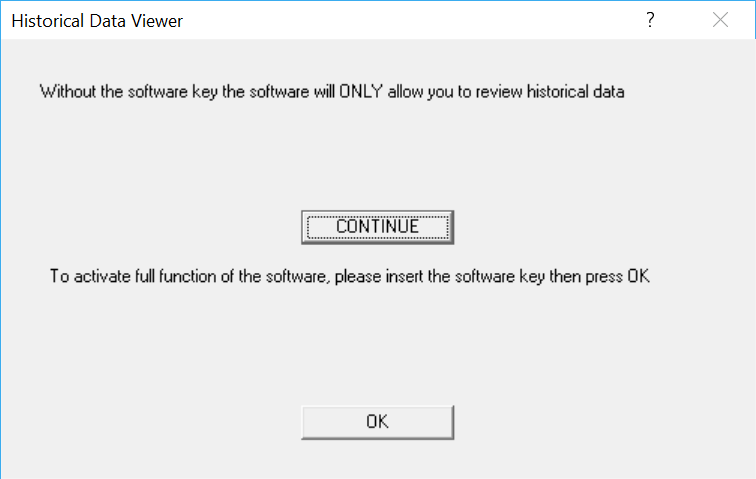 Historical Data Viewer
?
Without the software key the software will ONLY allow you to review historical data
CONTINUE
To activate full function of the software, please insert the software key then press OK
OK